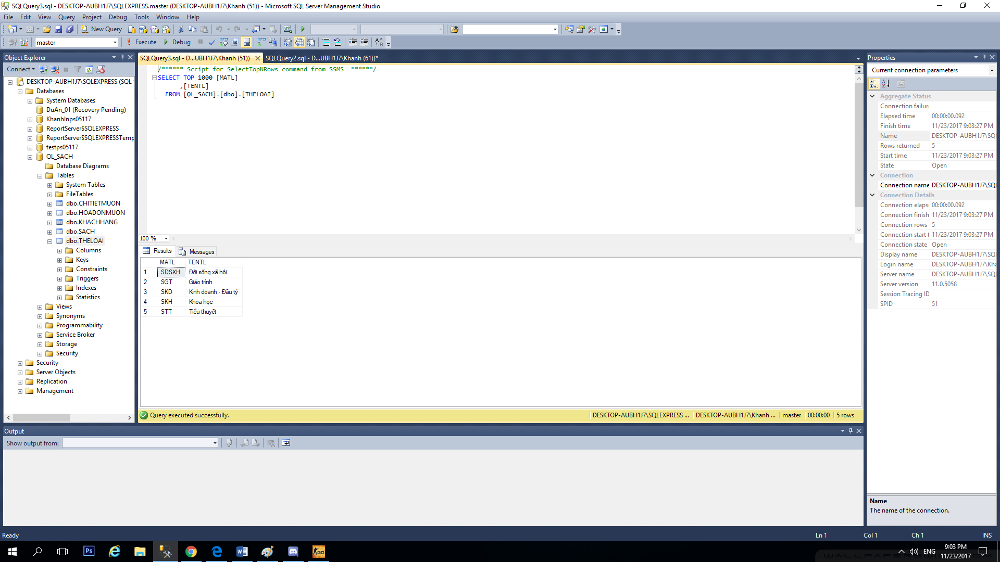 SQLQuery3.sql - DESKTOP-AUBH1J7\SQLEXPRESS.master (DESKTOP-AUBH1J7\Khanh (51)) - Microsoft SQL Server Management Studio
File Edit View Query Project Debug Tools Window Help
New Query
master Execute Debug
Object Explorer
Connect
DESKTOP-AUBH1J7\SQLEXPRESS (SQL
Databases
System Databases
DuAn_01 (Recovery Pending)
KhanhInps05117
ReportServer$SQLEXPRESS
ReportServer$SQLEXPRESSTemp
testps05117
QL_SACH
Database Diagrams
Tables
System Tables
FileTables
dbo.CHITIETMUON
dbo.HOADONMUON
dbo.KHACHHANG
dbo.SACH
dbo.THELOAI
Columns
Keys
Constraints
Triggers
Indexes
Statistics
Views
Synonyms
Programmability
Service Broker
Storage
Security
Security
Server Objects
Replication
Management
SQLQuery3.sql - D...UBH1J7\Khanh (51)) SQLQuery2.sql - D...UBH1J7\Khanh (61))*
/****** Script for SelectTopNRows command from SSMS  ******/
SELECT TOP 1000 [MATL]
,[TENTL]
FROM [QL_SACH].[dbo].[THELOAI]
100 %
Results Messages
MATL TENTL
1 SDSXH Đời sống xã hội
2 SGT Giáo trình
3 SKD Kinh doanh - Đầu tý
4 SKH Khoa học
5 STT Tiểu thuyết
Query executed successfully. DESKTOP-AUBH1J7\SQLEXPRESS ... DESKTOP-AUBH1J7\Khanh ... master 00:00:00 5 rows
Output
Show output from:
Properties
Current connection parameters
Aggregate Status
Connection failur
Elapsed time 00:00:00.092
Finish time 11/23/2017 9:03:27 PM
Name DESKTOP-AUBH1J7\SQL
Rows returned 5
Start time 11/23/2017 9:03:27 PM
State Open
Connection
Connection name DESKTOP-AUBH1J7\SQL
Connection Details
Connection elaps 00:00:00.092
Connection finish 11/23/2017 9:03:27 PM
Connection rows 5
Connection start t 11/23/2017 9:03:27 PM
Connection state Open
Display name DESKTOP-AUBH1J7\SQL
Login name DESKTOP-AUBH1J7\Kha
Server name DESKTOP-AUBH1J7\SQL
Server version 11.0.5058
Session Tracing ID
SPID 51
Name
The name of the connection.
Ready Ln 1 Col 1 Ch 1 INS
Ps GO ENG 9:03 PM
11/23/2017